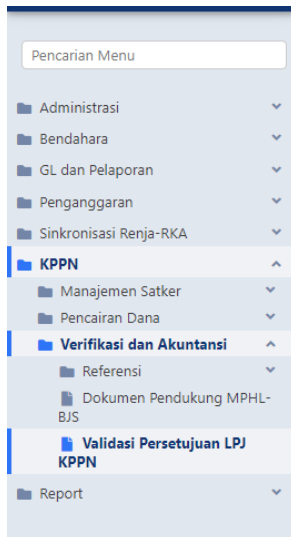 Pencarian Menu
Administrasi
Bendahara
GL dan Pelaporan
Penganggaran
Sinkronisasi Renja-RKA
KPPN
Manajemen Satker
Pencairan Dana
Verifikasi dan Akuntansi
Referensi
Dokumen Pendukung MPHL-
BJS
Validasi Persetujuan LPJ
KPPN
Report